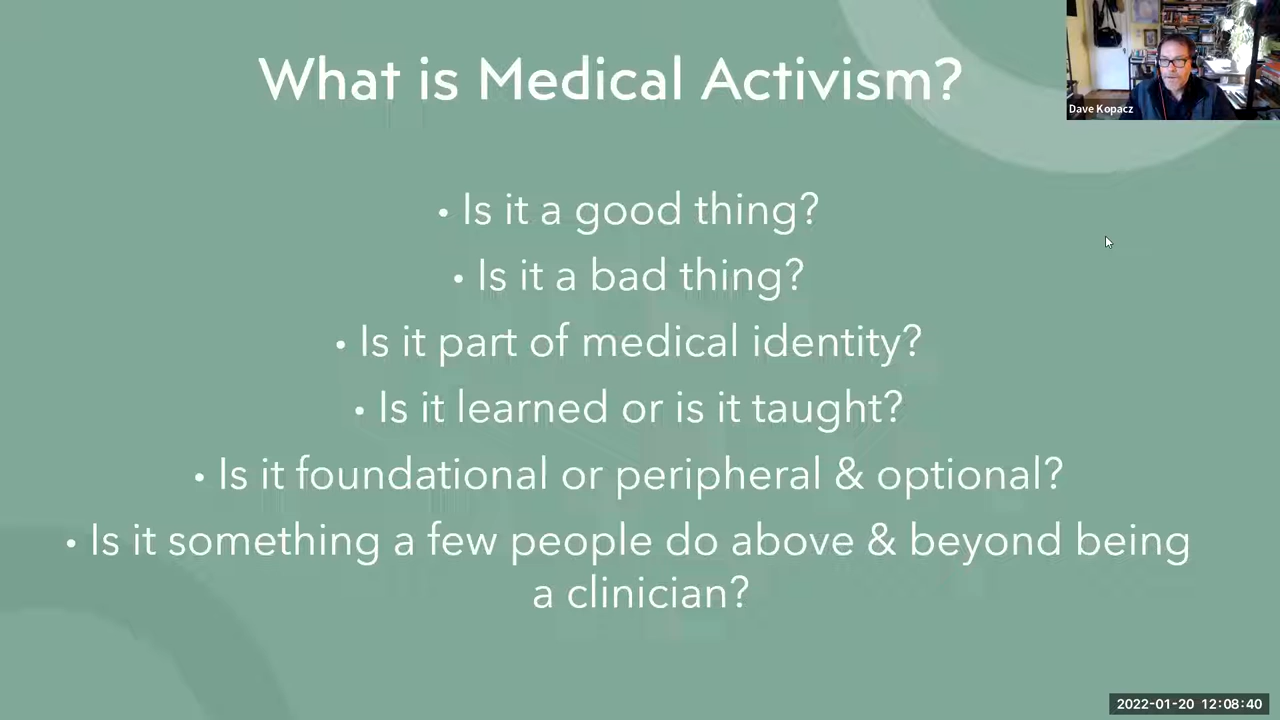 What is Medical Activism?
Dave Kopacz
• Is it a good thing?
• Is it a bad thing?
• Is it part of medical identity?
• Is it learned or is it taught?
• Is it foundational or peripheral & optional?
• Is it something a few people do above & beyond being
a clinician?
2022-01-20 12:08:40